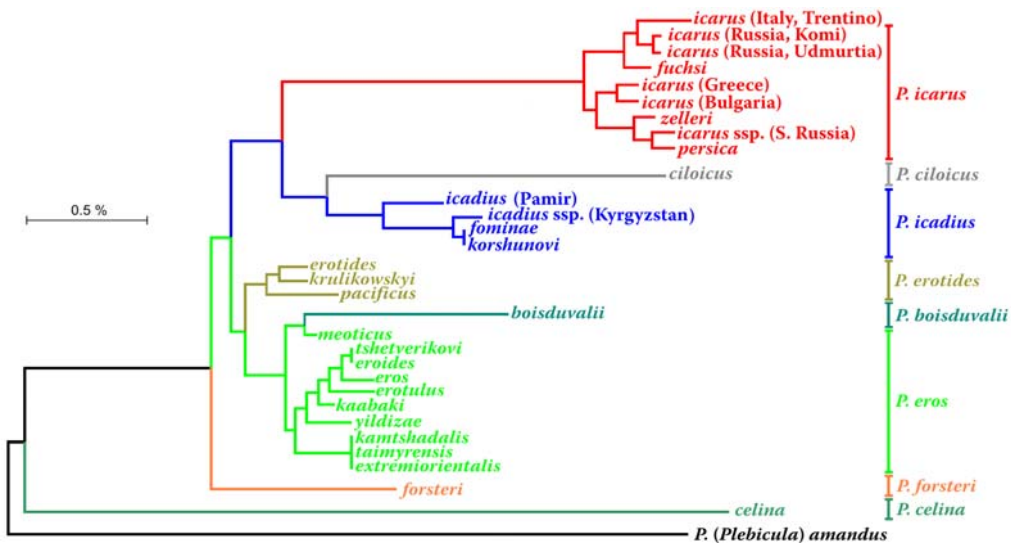 icarus (Italy, Trentino)
icarus (Russia, Komi)
icarus (Russia, Udmurtia)
fuchsi
icarus (Greece)
icarus (Bulgaria)
zelleri
icarus ssp. (S. Russia)
persica
P. icarus
ciloicus
P. ciloicus
icadius (Pamir)
icadius ssp. (Kyrgyzstan)
fominae
korshunovi
P. icadius
0.5 %
erotides
krulikowskyi
pacificus
P. erotides
boisduvalii
P. boisduvalii
meoticus
tshetverikovi
eroides
eros
erotulus
kaabaki
yildizae
kamtshadalis
taimyrensis
extremiorientalis
P. eros
forsteri
P. forsteri
celina
P. celina
P. (Plebicula) amandus